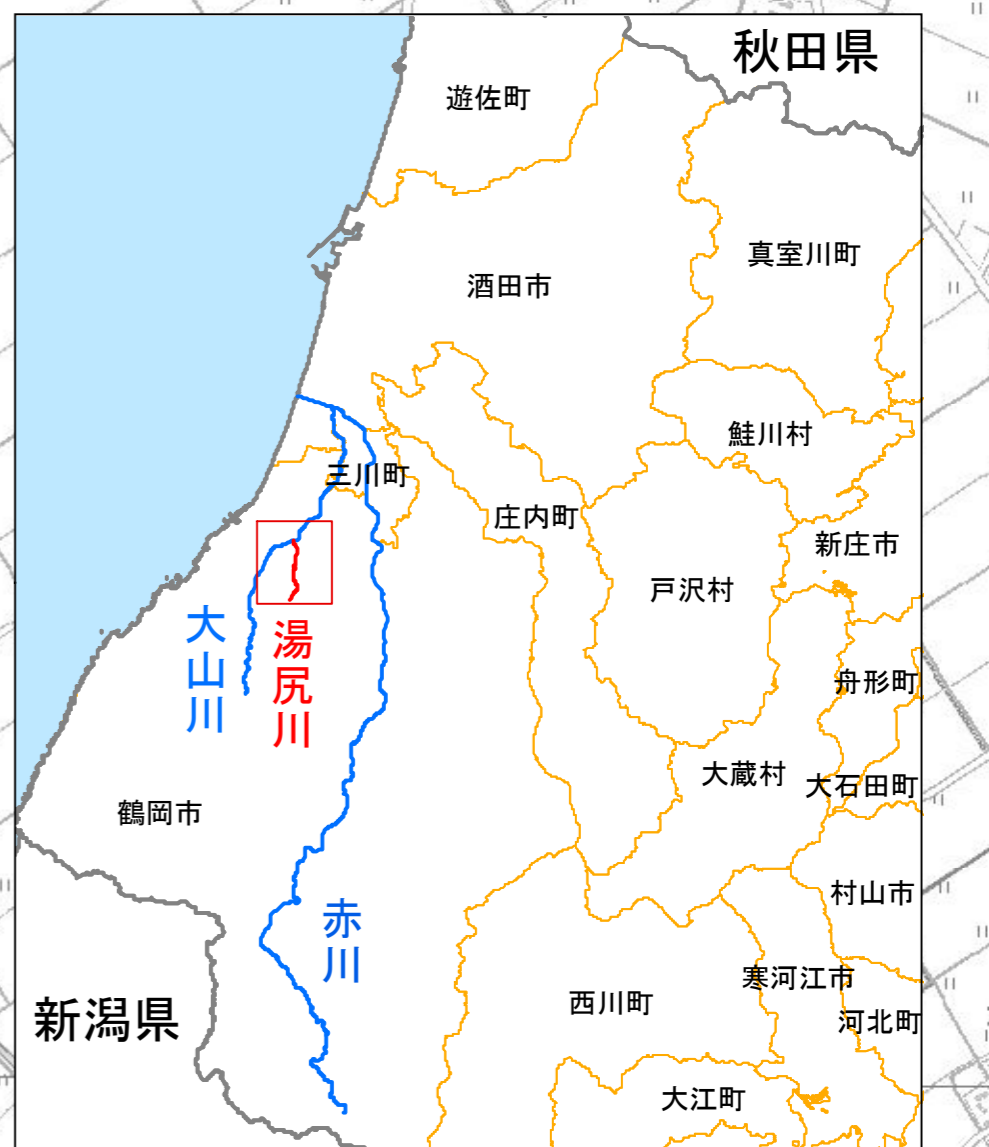 秋田県
遊佐町
真室川町
酒田市
鮭川村
三川町
庄内町
新庄市
戸沢村
大山川
湯尻川
舟形町
大蔵村
大石田町
鶴岡市
村山市
赤川
寒河江市
西川町
新潟県
河北町
大江町